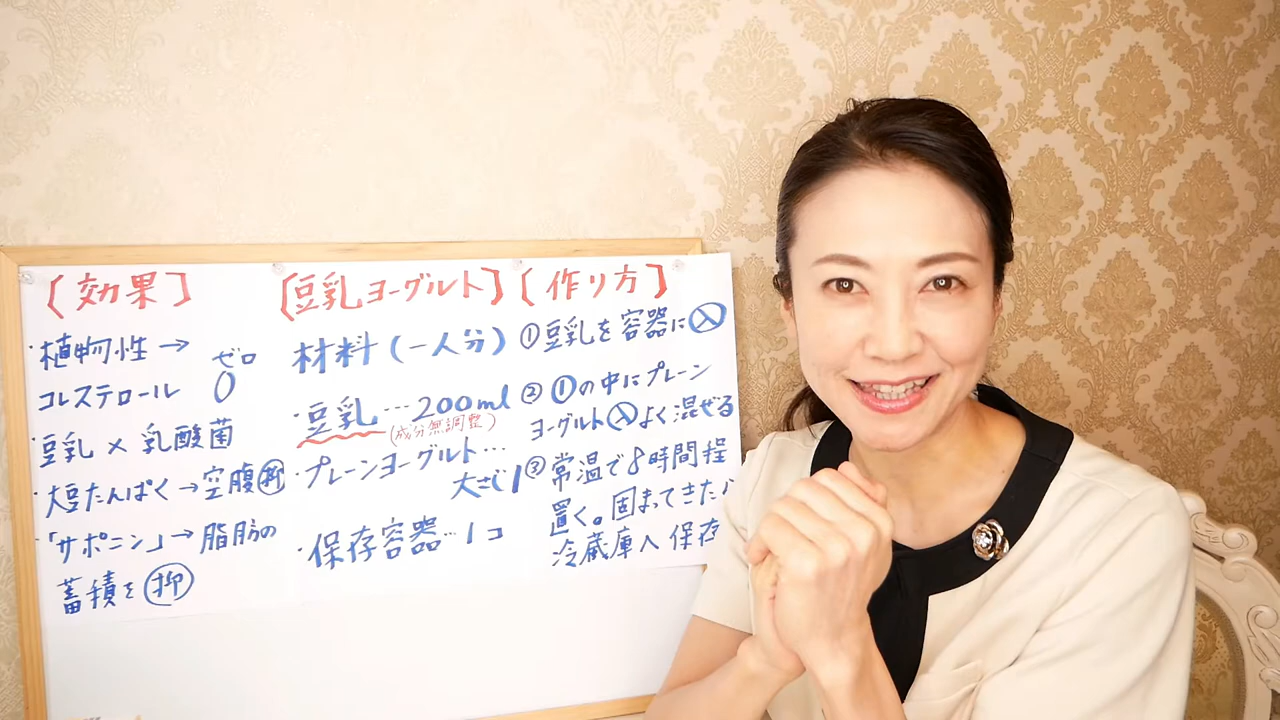 【効果】
・植物性→
コレステロール ゼロ 0
・豆乳×乳酸菌
・大豆たんぱく→空腹抑
・「サポニン」→脂肪の
蓄積を抑
【豆乳ヨーグルト】
材料(一人分)
・豆乳…200ml
(成分無調整)
・プレーンヨーグルト…
大さじ1
・保存容器…1コ
【作り方】
①豆乳を容器に入
②①の中にプレーン
ヨーグルト入よく混ぜる
③常温で8時間程
置く。固まってきたら
冷蔵庫へ保存